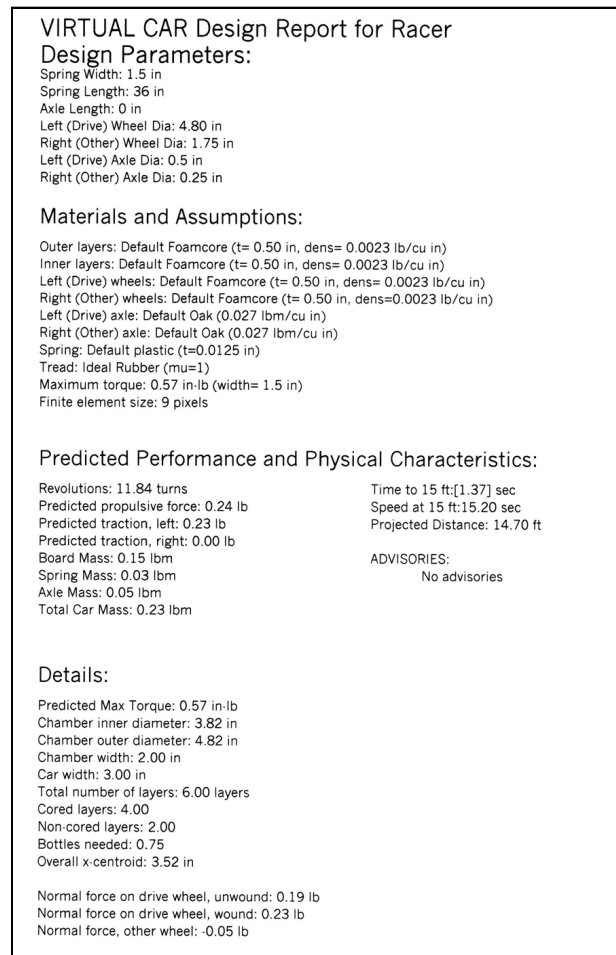 VIRTUAL CAR Design Report for Racer
Design Parameters:
Spring Width: 1.5 in
Spring Length: 36 in
Axle Length: 0 in
Left (Drive) Wheel Dia: 4.80 in
Right (Other) Wheel Dia: 1.75 in
Left (Drive) Axle Dia: 0.5 in
Right (Other) Axle Dia: 0.25 in
Materials and Assumptions:
Outer layers: Default Foamcore (t= 0.50 in, dens= 0.0023 lb/cu in)
Inner layers: Default Foamcore (t= 0.50 in, dens= 0.0023 lb/cu in)
Left (Drive) wheels: Default Foamcore (t= 0.50 in, dens= 0.0023 lb/cu in)
Right (Other) wheels: Default Foamcore (t= 0.50 in, dens=0.0023 lb/cu in)
Left (Drive) axle: Default Oak (0.027 lbm/cu in)
Right (Other) axle: Default Oak (0.027 lbm/cu in)
Spring: Default plastic (t=0.0125 in)
Tread: Ideal Rubber (mu=1)
Maximum torque: 0.57 in-lb (width= 1.5 in)
Finite element size: 9 pixels
Predicted Performance and Physical Characteristics:
Revolutions: 11.84 turns
Predicted propulsive force: 0.24 lb
Predicted traction, left: 0.23 lb
Predicted traction, right: 0.00 lb
Board Mass: 0.15 lbm
Spring Mass: 0.03 lbm
Axle Mass: 0.05 lbm
Total Car Mass: 0.23 lbm
Time to 15 ft:[1.37] sec
Speed at 15 ft:15.20 sec
Projected Distance: 14.70 ft
ADVISORIES:
No advisories
Details:
Predicted Max Torque: 0.57 in-lb
Chamber inner diameter: 3.82 in
Chamber outer diameter: 4.82 in
Chamber width: 2.00 in
Car width: 3.00 in
Total number of layers: 6.00 layers
Cored layers: 4.00
Non-cored layers: 2.00
Bottles needed: 0.75
Overall x-centroid: 3.52 in
Normal force on drive wheel, unwound: 0.19 lb
Normal force on drive wheel, wound: 0.23 lb
Normal force, other wheel: -0.05 lb